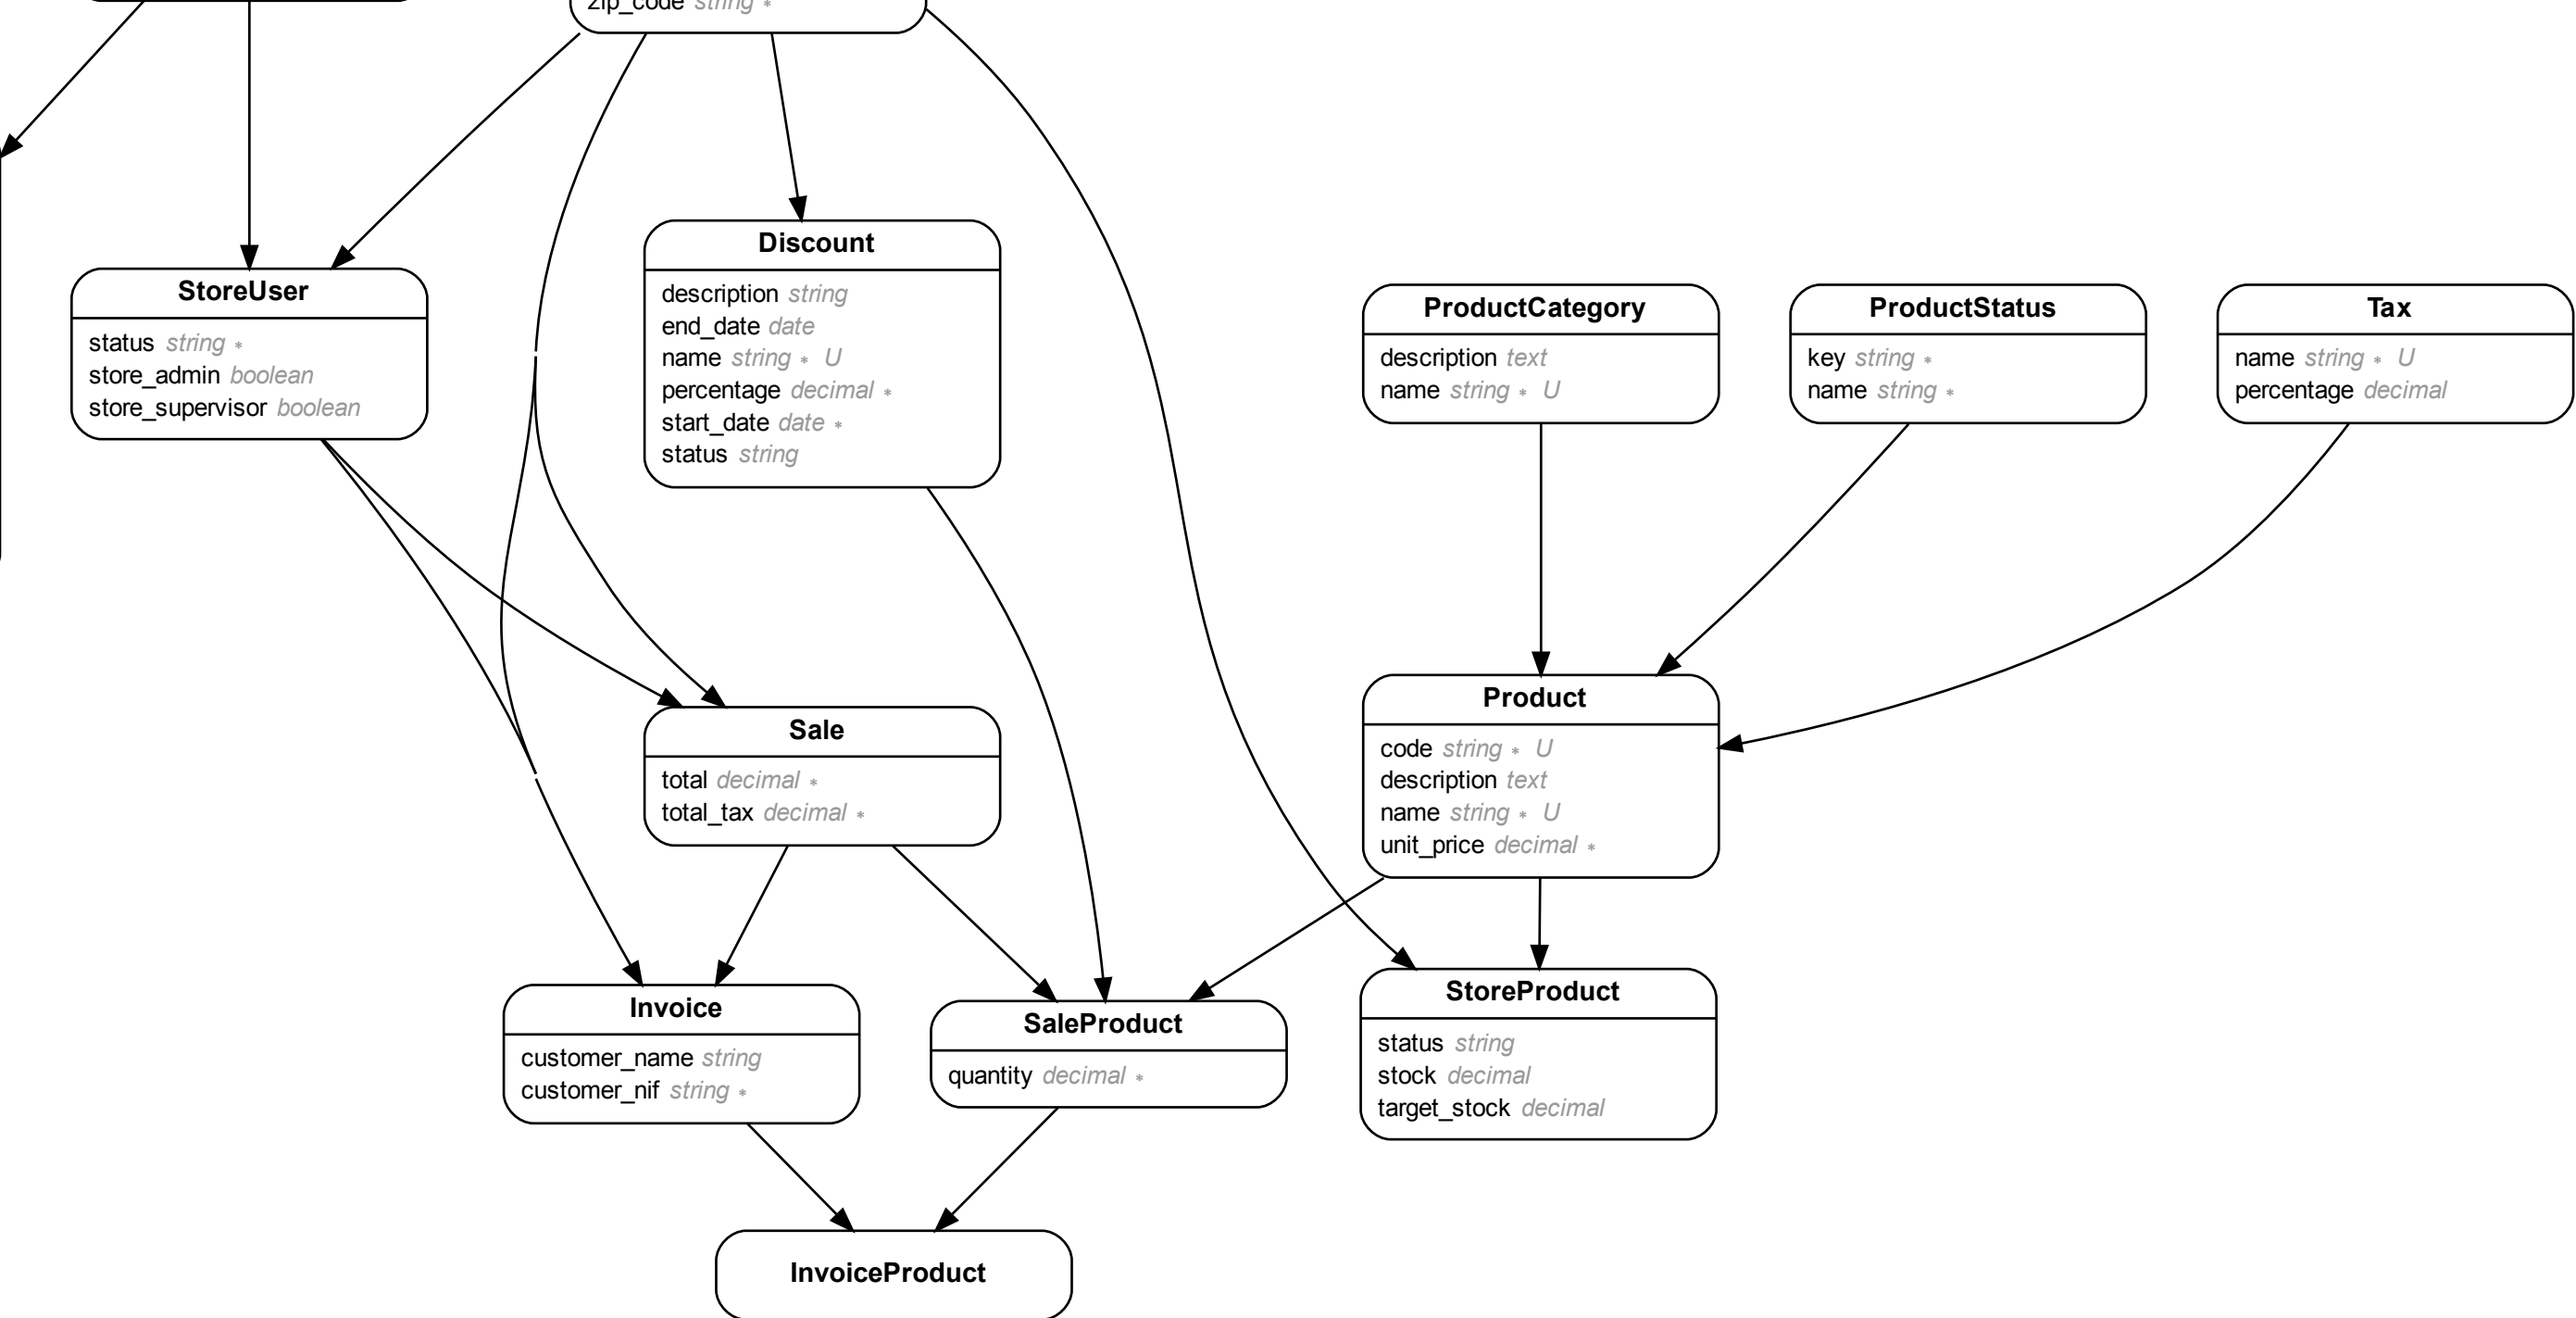 zip_code string *
Discount
description string
end_date date
name string * U
percentage decimal *
start_date date *
status string
StoreUser
status string *
store_admin boolean
store_supervisor boolean
ProductCategory
description text
name string * U
ProductStatus
key string *
name string *
Tax
name string * U
percentage decimal
Product
code string * U
description text
name string * U
unit_price decimal *
Sale
total decimal *
total_tax decimal *
StoreProduct
status string
stock decimal
target_stock decimal
Invoice
customer_name string
customer_nif string *
SaleProduct
quantity decimal *
InvoiceProduct